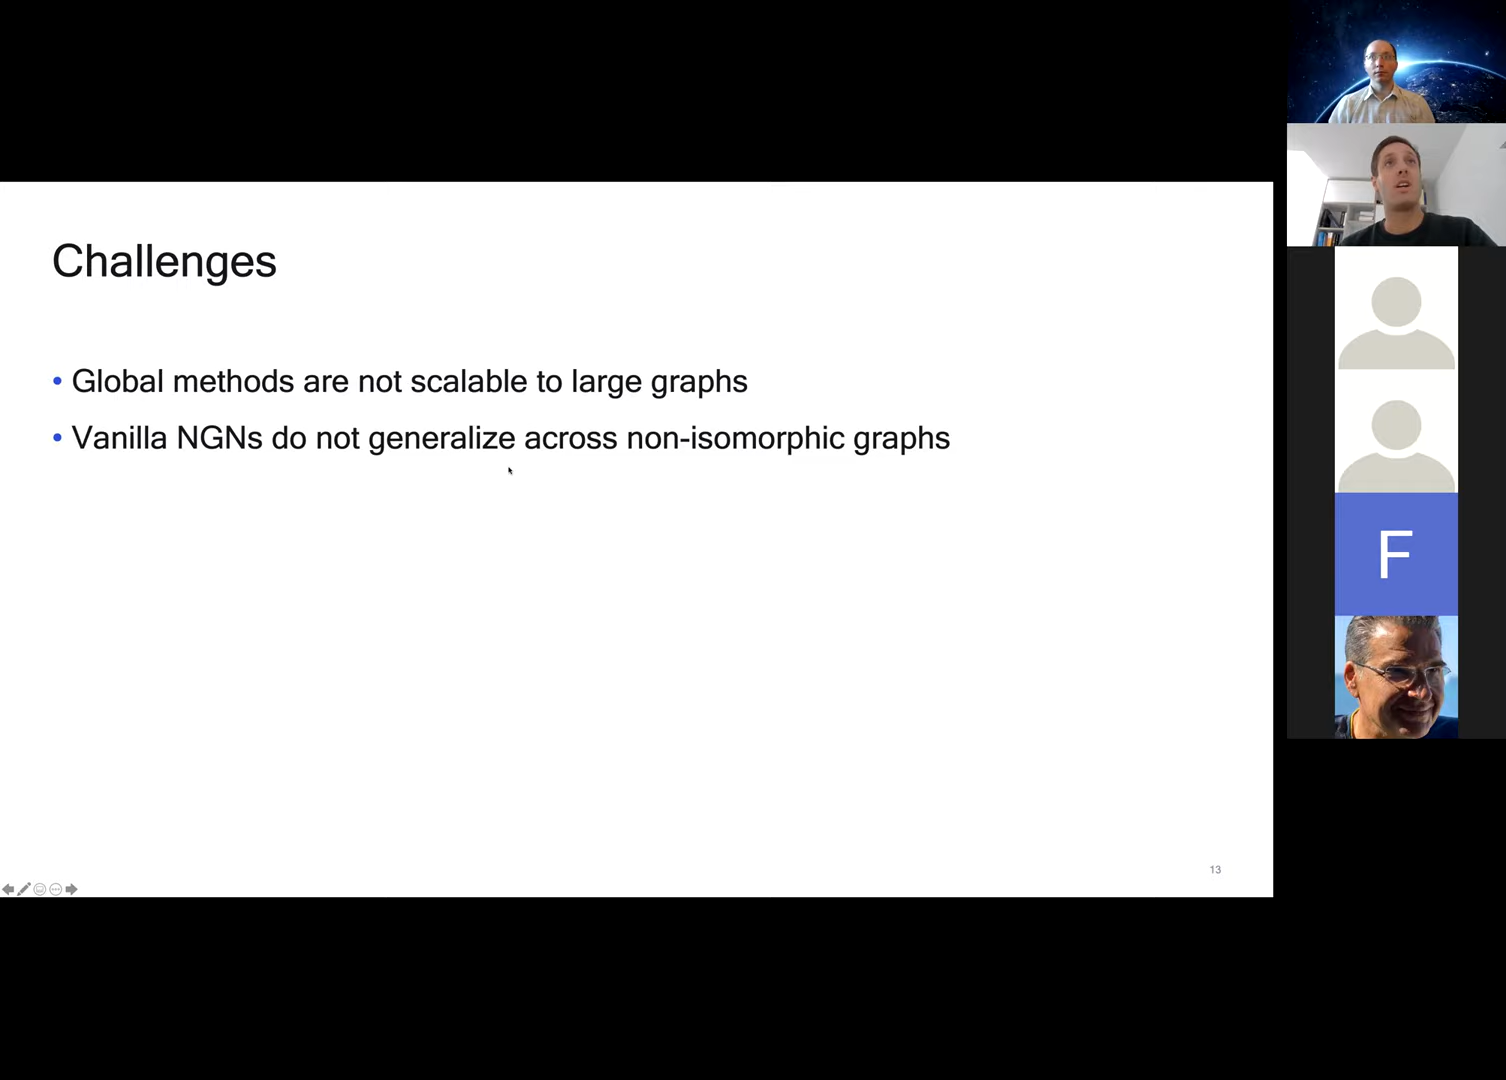 Challenges
• Global methods are not scalable to large graphs
• Vanilla NGNs do not generalize across non-isomorphic graphs
13
F